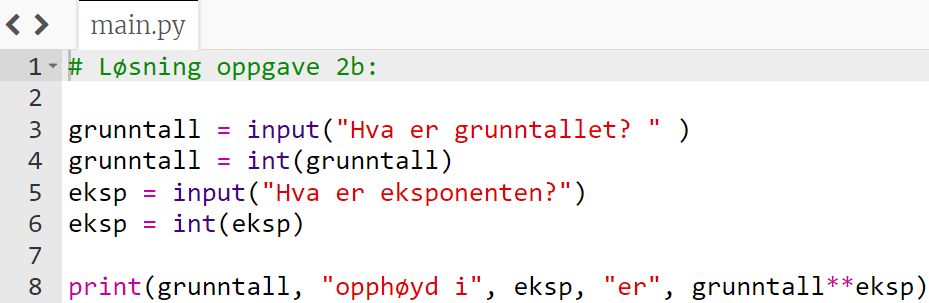 main.py
1 # Løsning oppgave 2b:
2
3 grunntall = input("Hva er grunntallet? " )
4 grunntall = int(grunntall)
5 eksp = input("Hva er eksponenten?")
6 eksp = int(eksp)
7
8 print(grunntall, "opphøyd i", eksp, "er", grunntall**eksp)